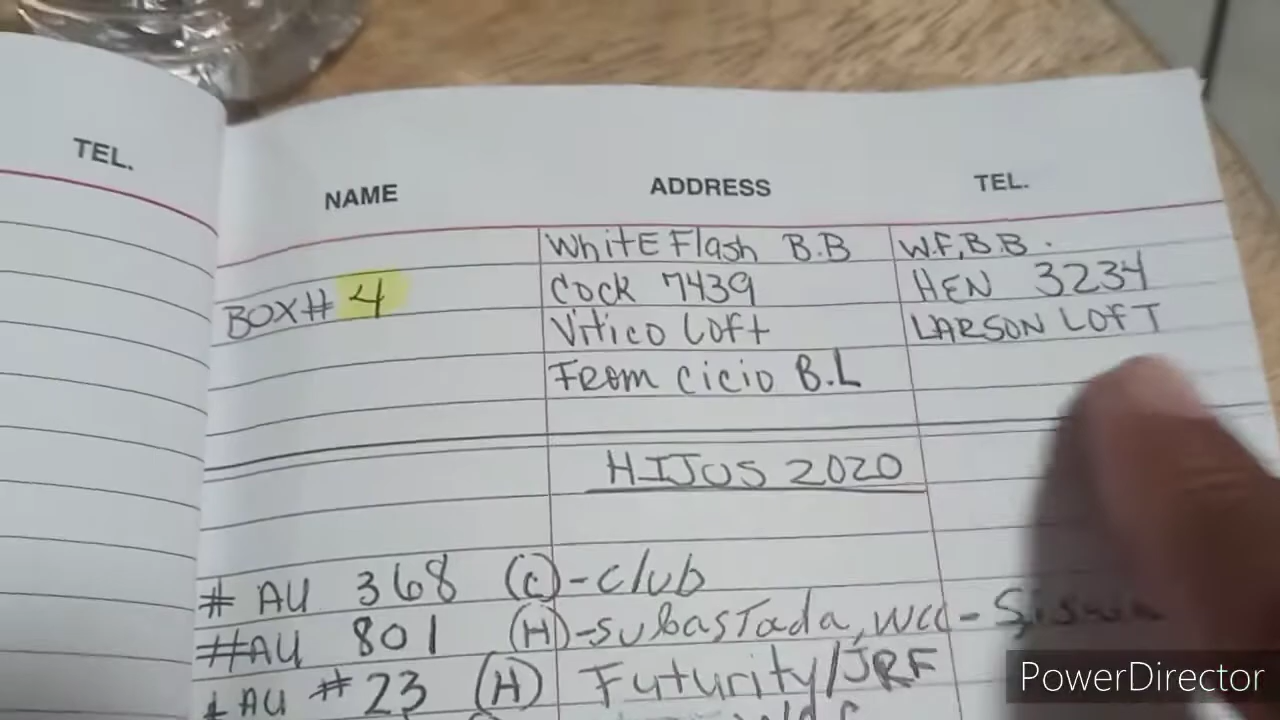 TEL.
NAME ADDRESS TEL.
WhitE Flash B.B W.F.B.B.
BOX# 4 Cock 7439 HEN 3234
Vitico Loft LARSON LOFT
From cicio B.L
HIJOS 2020
# AU 368 (C)-club
#AU 801 (H)-subastada, WCC-
AU #23 (H) Futurity/JRF
PowerDirector